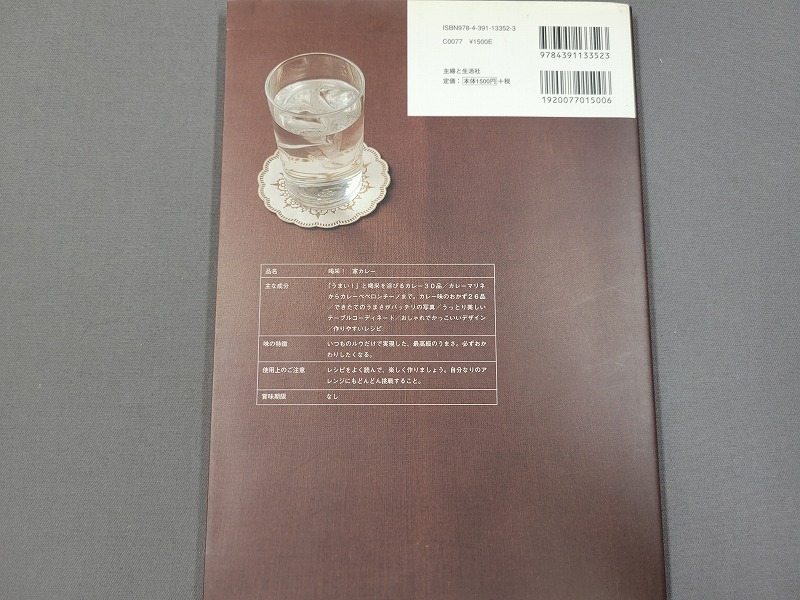 ISBN978-4-391-13352-3
C0077 ¥1500E
9784391133523
主婦と生活社
定価：本体1500円＋税
1920077015006
品名 喝采！ 家カレー
主な成分 「うまい！」と喝采を浴びるカレー３０品／カレーマリネ
からカレーペペロンチーノまで。カレー味のおかず２６品
／できたてのうまさがバッチリの写真／うっとり美しい
テーブルコーディネート／おしゃれでかっこいいデザイン
／作りやすいレシピ
味の特徴 いつものルウだけで実現した、最高級のうまさ。必ずおか
わりしたくなる。
使用上のご注意 レシピをよく読んで、楽しく作りましょう。自分なりのア
レンジにもどんどん挑戦すること。
賞味期限 なし